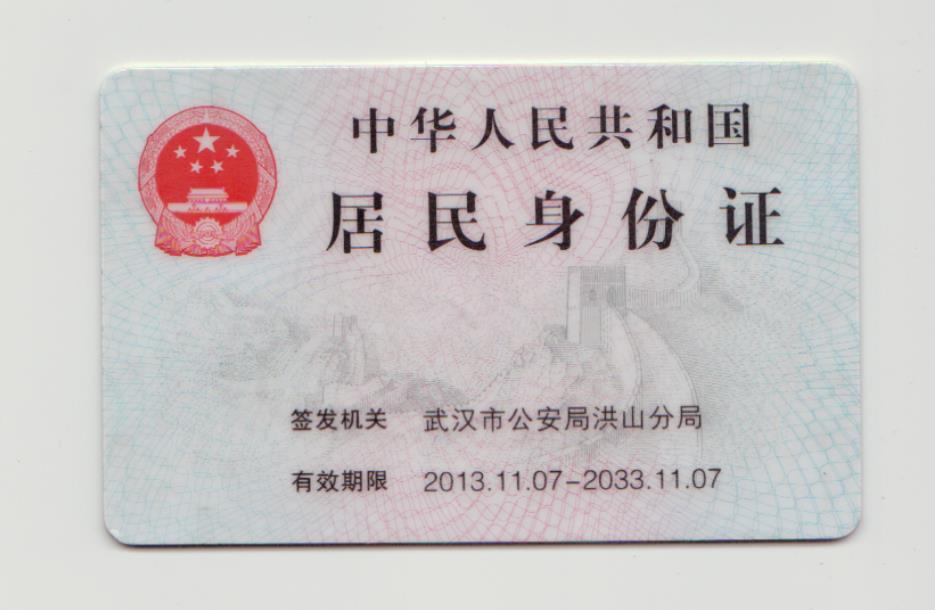 中华人民共和国
居民身份证
签发机关 武汉市公安局洪山分局
有效期限 2013.11.07-2033.11.07